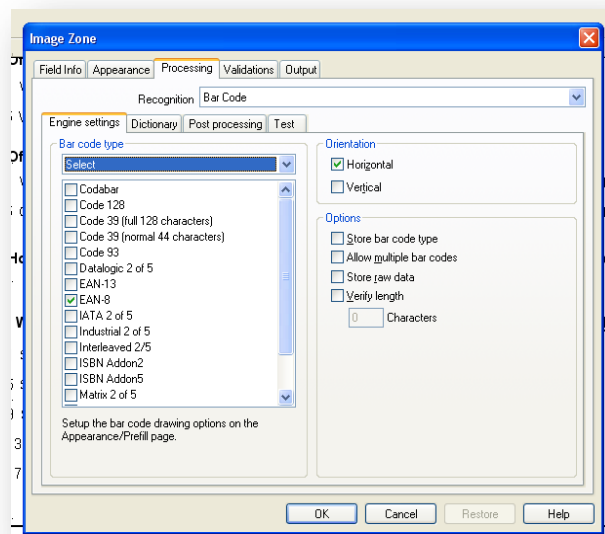 Image Zone
Field Info Appearance Processing Validations Output
Recognition Bar Code
Engine settings Dictionary Post processing Test
Bar code type
Select
Codabar
Code 128
Code 39 (full 128 characters)
Code 39 (normal 44 characters)
Code 93
Datalogic 2 of 5
EAN-13
EAN-8
IATA 2 of 5
Industrial 2 of 5
Interleaved 2/5
ISBN Addon2
ISBN Addon5
Matrix 2 of 5
Setup the bar code drawing options on the
Appearance/Prefill page.
Orientation
Horizontal
Vertical
Options
Store bar code type
Allow multiple bar codes
Store raw data
Verify length
0 Characters
OK Cancel Restore Help